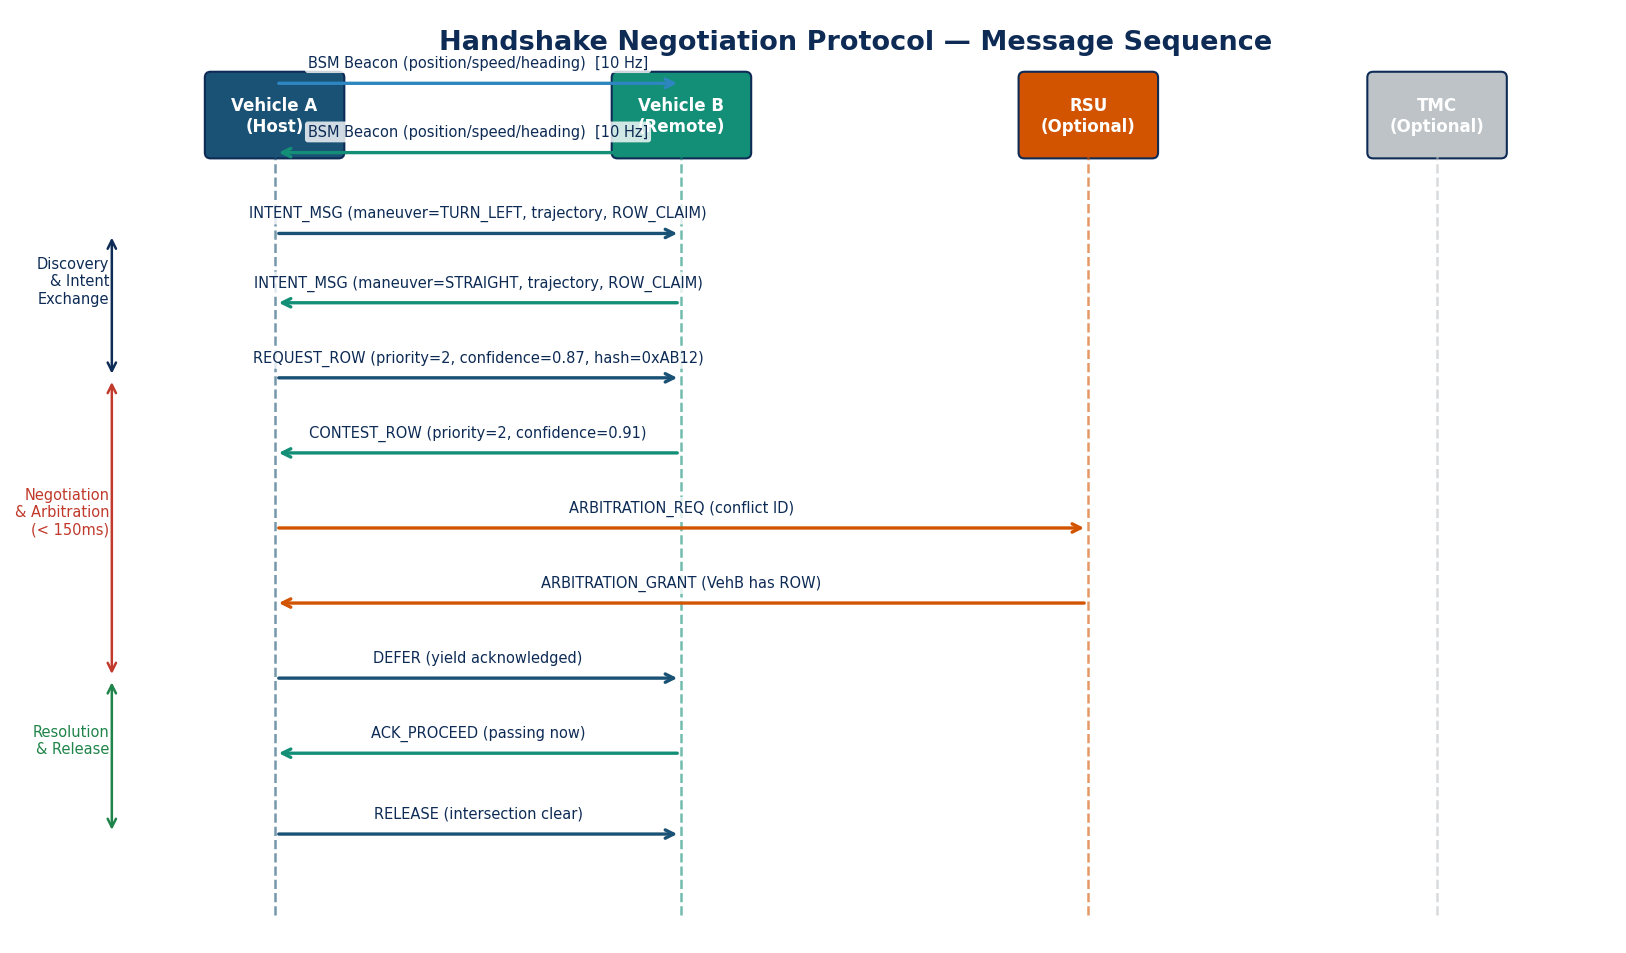 Handshake Negotiation Protocol — Message Sequence
BSM Beacon (position/speed/heading)  [10 Hz]
Vehicle A
(Host)
Vehicle B
(Remote)
RSU
(Optional)
TMC
(Optional)
BSM Beacon (position/speed/heading)  [10 Hz]
INTENT_MSG (maneuver=TURN_LEFT, trajectory, ROW_CLAIM)
Discovery
& Intent
Exchange
INTENT_MSG (maneuver=STRAIGHT, trajectory, ROW_CLAIM)
REQUEST_ROW (priority=2, confidence=0.87, hash=0xAB12)
CONTEST_ROW (priority=2, confidence=0.91)
Negotiation
& Arbitration
(< 150ms)
ARBITRATION_REQ (conflict ID)
ARBITRATION_GRANT (VehB has ROW)
DEFER (yield acknowledged)
Resolution
& Release
ACK_PROCEED (passing now)
RELEASE (intersection clear)